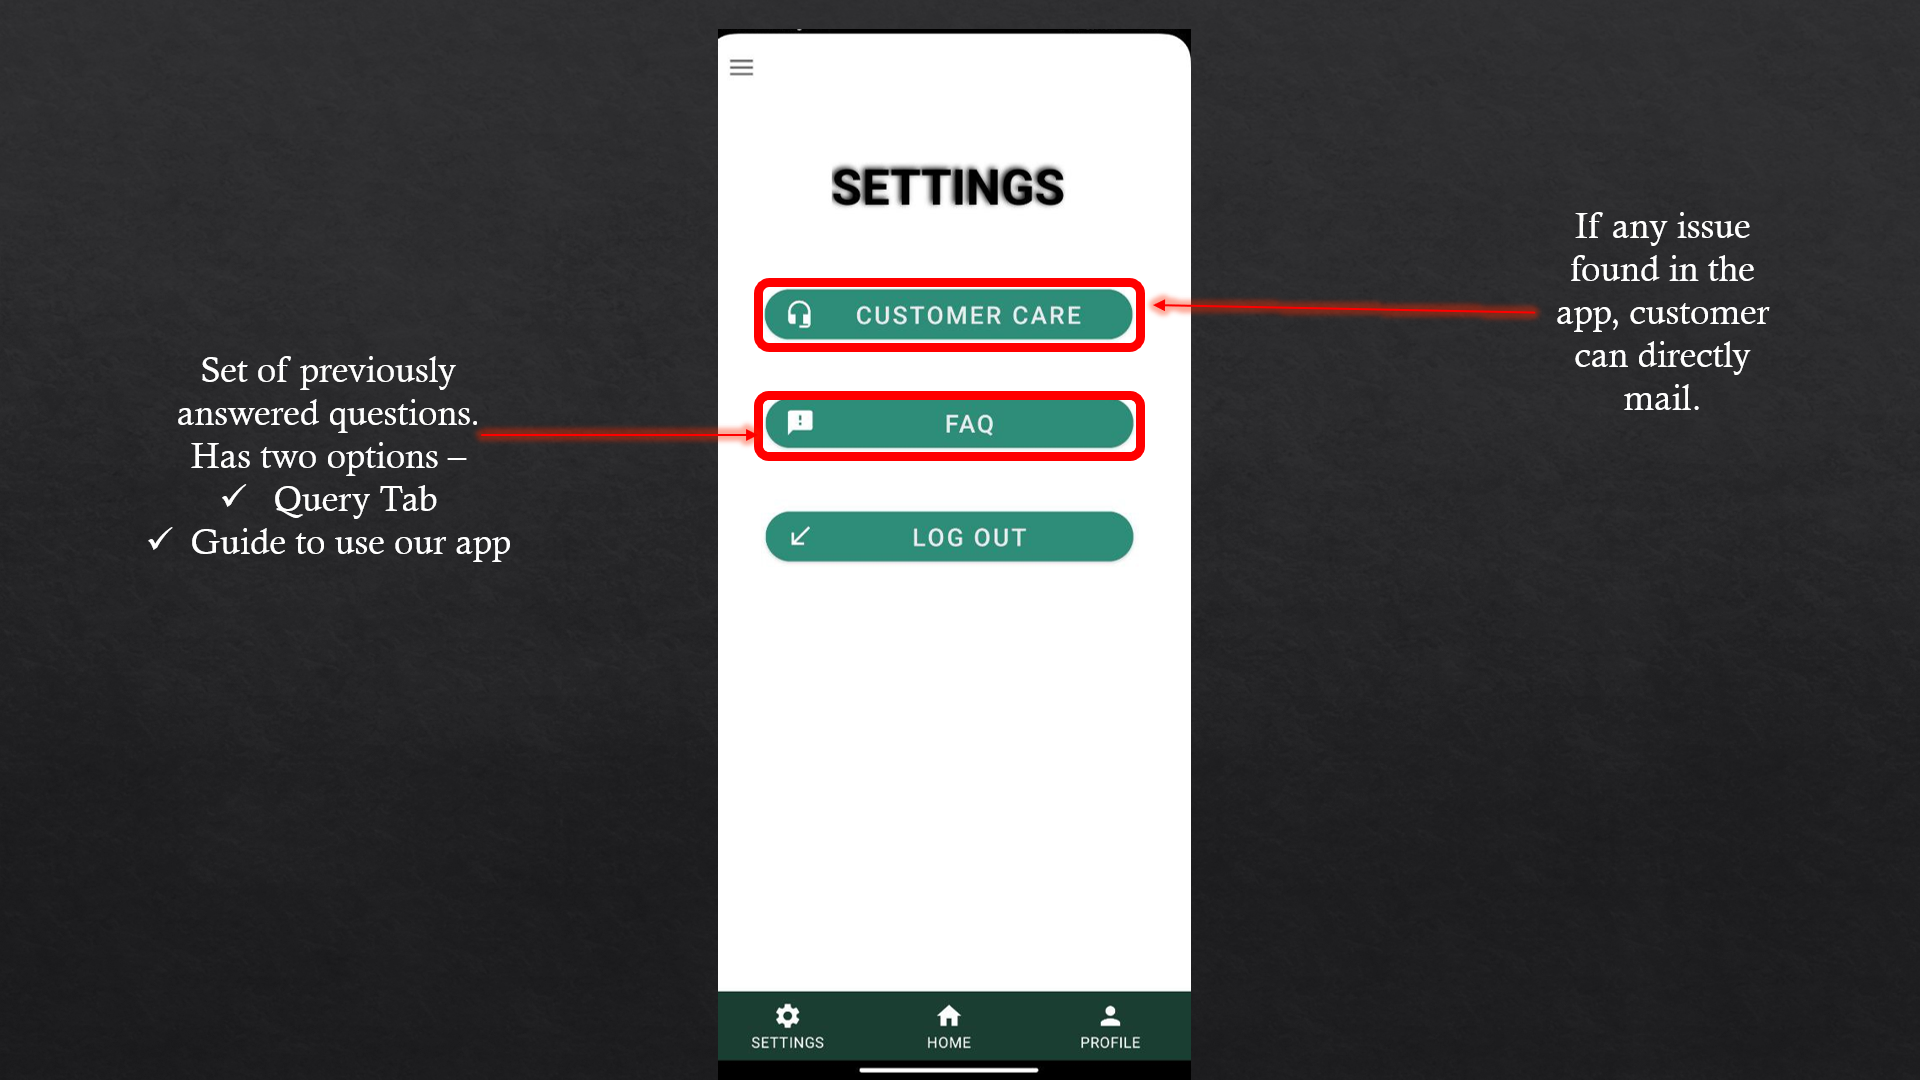 SETTINGS
CUSTOMER CARE
FAQ
LOG OUT
SETTINGS
HOME
PROFILE
Set of previously
answered questions.
Has two options –
✓ Query Tab
✓ Guide to use our app
If any issue
found in the
app, customer
can directly
mail.